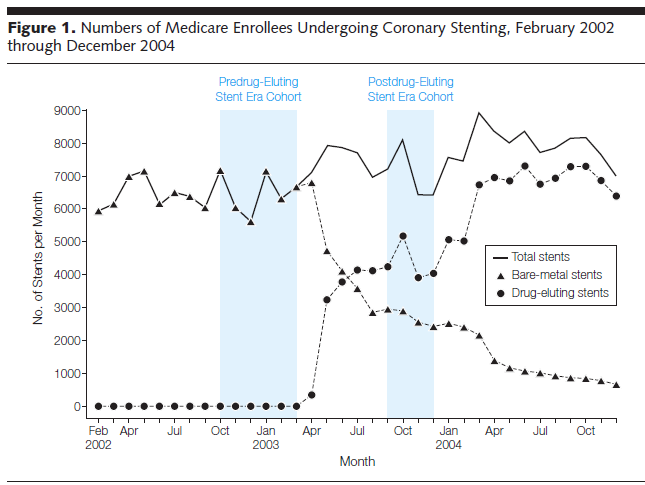 Figure 1. Numbers of Medicare Enrollees Undergoing Coronary Stenting, February 2002
through December 2004
Predrug-Eluting
Stent Era Cohort
Postdrug-Eluting
Stent Era Cohort
9000
8000
7000
6000
5000
4000
3000
2000
1000
0
No. of Stents per Month
Total stents
Bare-metal stents
Drug-eluting stents
Feb Apr Jul Oct Jan Apr Jul Oct Jan Apr Jul Oct
2002 2003 2004
Month